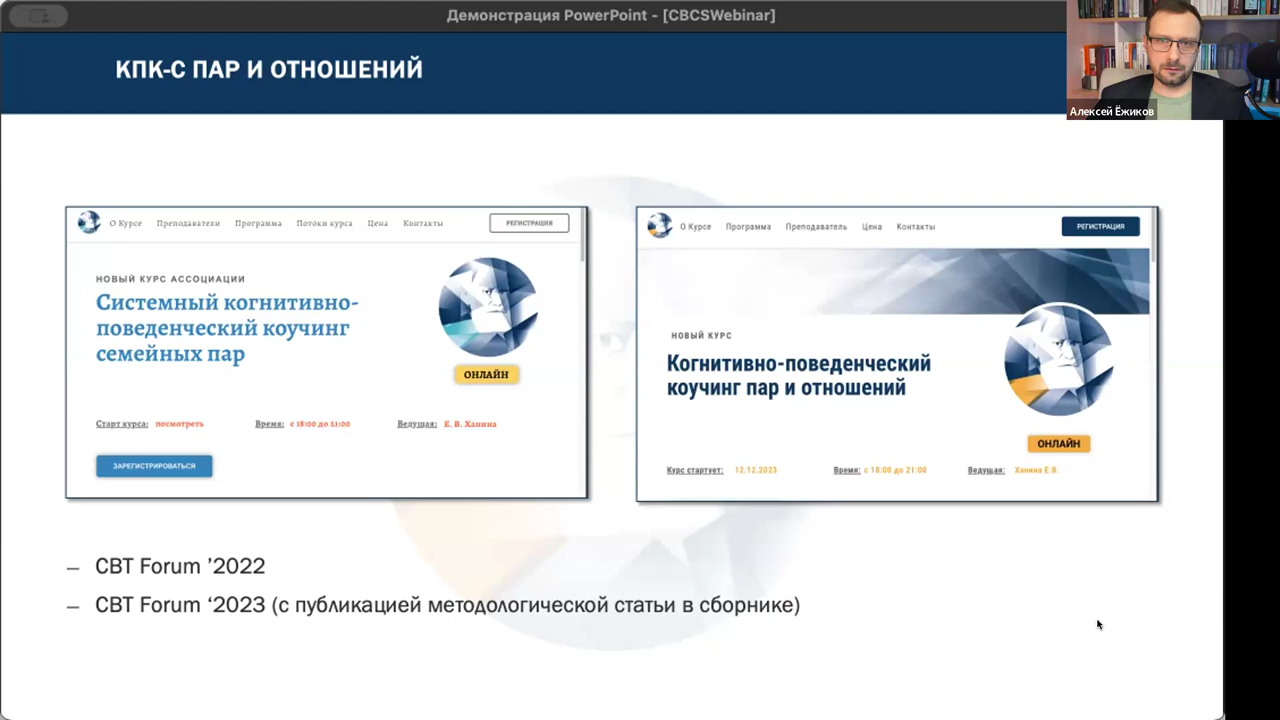 Демонстрация PowerPoint - [CBCSWebinar]
КПК-С ПАР И ОТНОШЕНИЙ
Алексей Ёжиков
О Курсе Преподаватели Программа Потоки курса Цена Контакты РЕГИСТРАЦИЯ
НОВЫЙ КУРС АССОЦИАЦИИ
Системный когнитивно-
поведенческий коучинг
семейных пар
ОНЛАЙН
Старт курса: посмотреть Время: с 18:00 до 21:00 Ведущая: Е. В. Ханина
ЗАРЕГИСТРИРОВАТЬСЯ
О Курсе Программа Преподаватель Цена Контакты РЕГИСТРАЦИЯ
НОВЫЙ КУРС
Когнитивно-поведенческий
коучинг пар и отношений
ОНЛАЙН
Курс стартует: 12.12.2023 Время: с 18:00 до 21:00 Ведущая: Ханина Е.В.
– CBT Forum ’2022
– CBT Forum ‘2023 (с публикацией методологической статьи в сборнике)